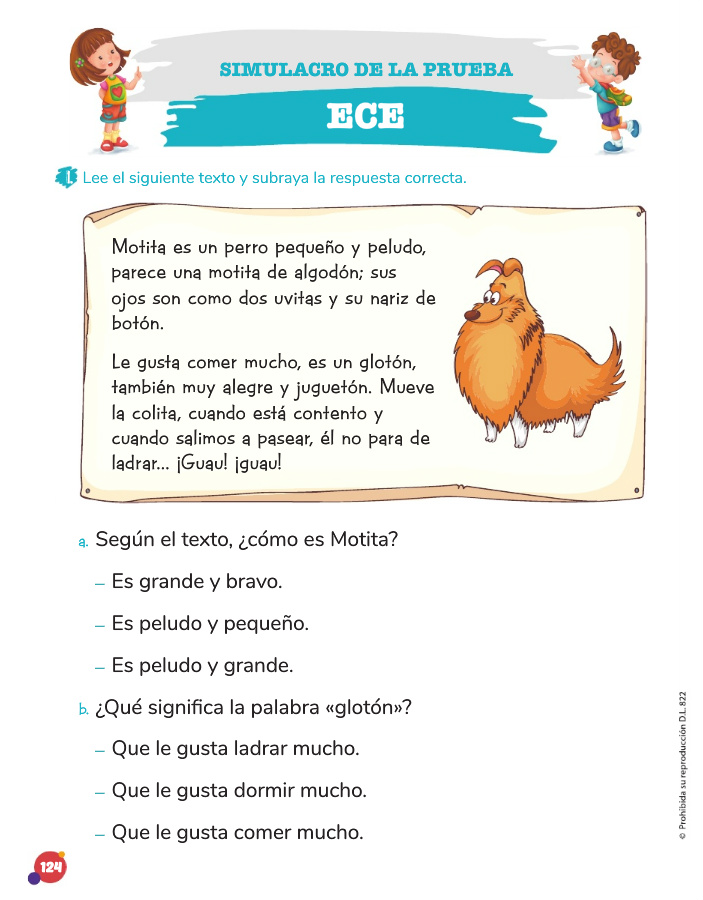 SIMULACRO DE LA PRUEBA
ECE
1. Lee el siguiente texto y subraya la respuesta correcta.
Motita es un perro pequeño y peludo,
parece una motita de algodón; sus
ojos son como dos uvitas y su nariz de
botón.
Le gusta comer mucho, es un glotón,
también muy alegre y juguetón. Mueve
la colita, cuando está contento y
cuando salimos a pasear, él no para de
ladrar... ¡Guau! ¡guau!
a. Según el texto, ¿cómo es Motita?
– Es grande y bravo.
– Es peludo y pequeño.
– Es peludo y grande.
b. ¿Qué significa la palabra «glotón»?
– Que le gusta ladrar mucho.
– Que le gusta dormir mucho.
– Que le gusta comer mucho.
© Prohibida su reproducción D.L. 822
124